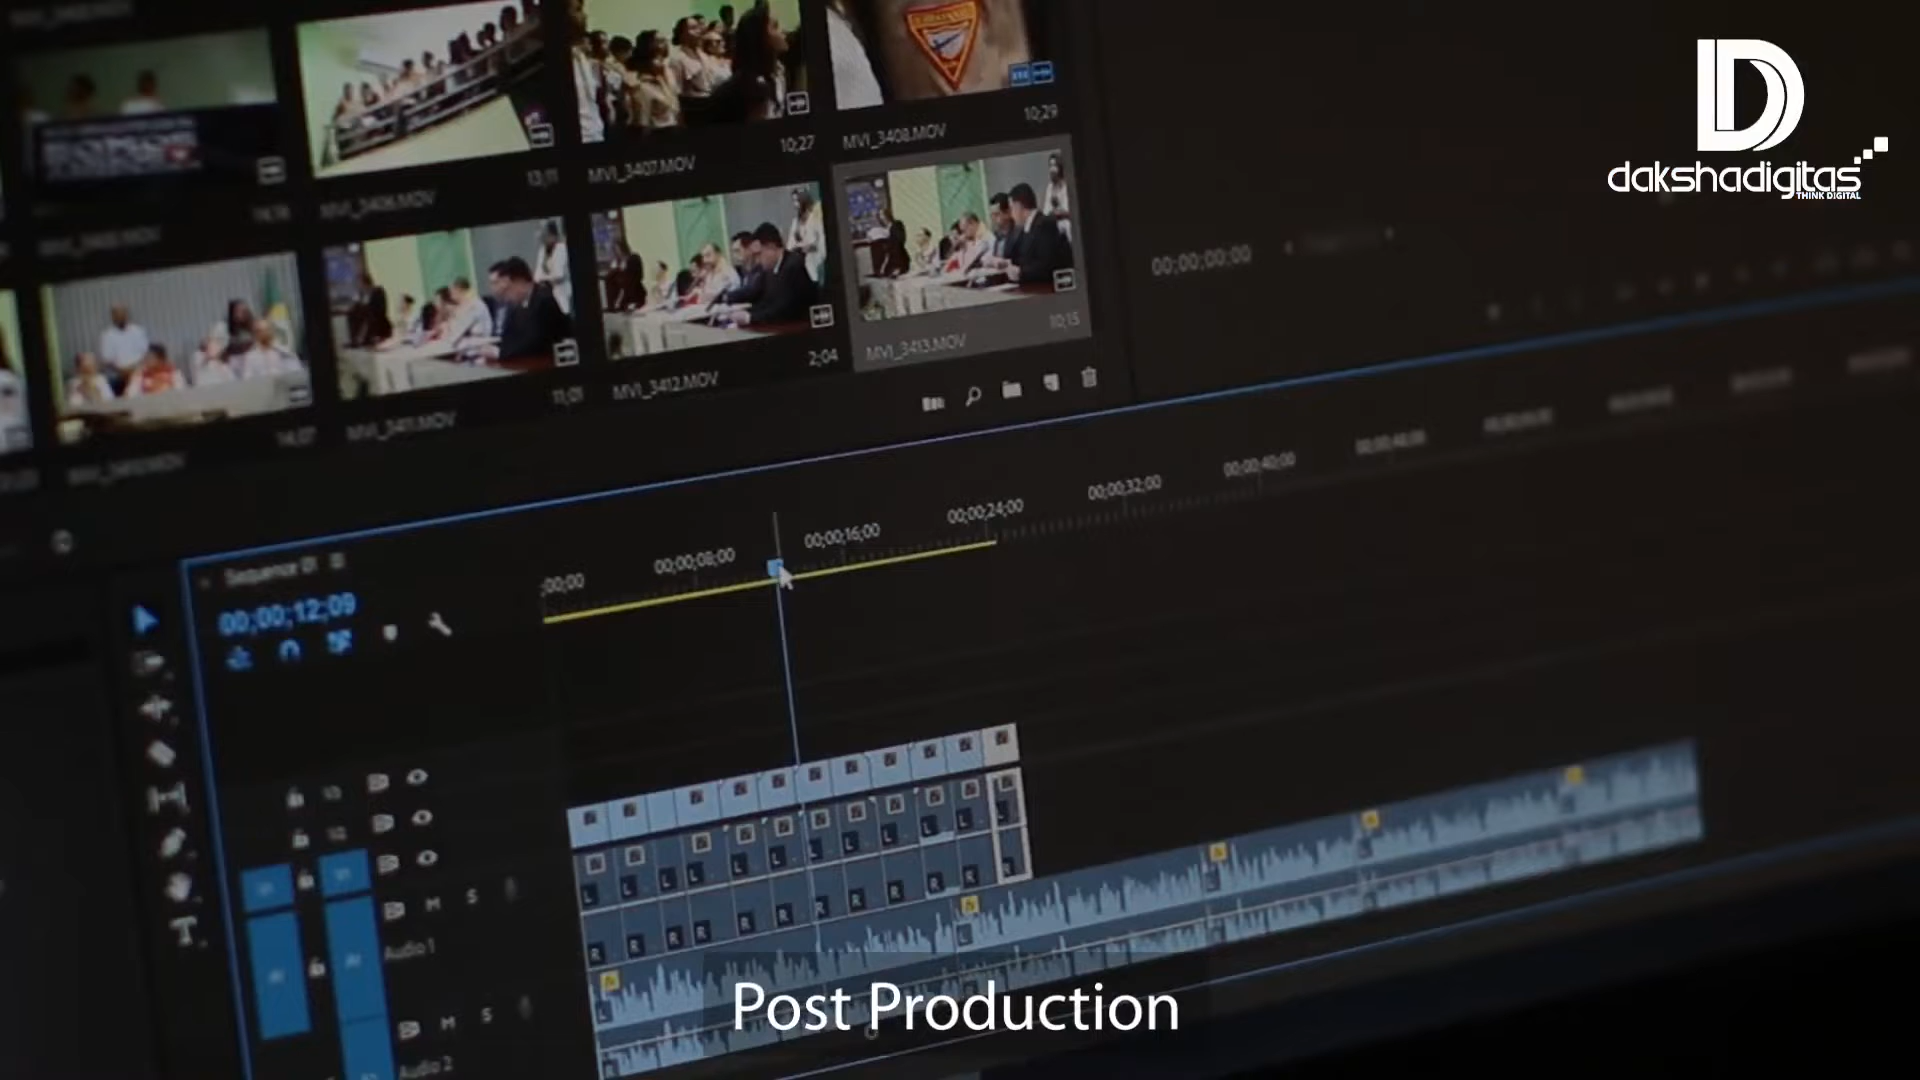 dakshadigitas
THINK DIGITAL
10;29
10;27
MVI_3408.MOV
13;11
MVI_3407.MOV
MVI_3406.MOV
00;00;00;00
10;15
MVI_3413.MOV
2;04
MVI_3412.MOV
11;01
MVI_3411.MOV
00;00;40;00
00;00;32;00
00;00;24;00
00;00;16;00
00;00;08;00
;00;00
Sequence 01
00;00;12;09
M S
Audio 1
M S
Audio 2
Post Production